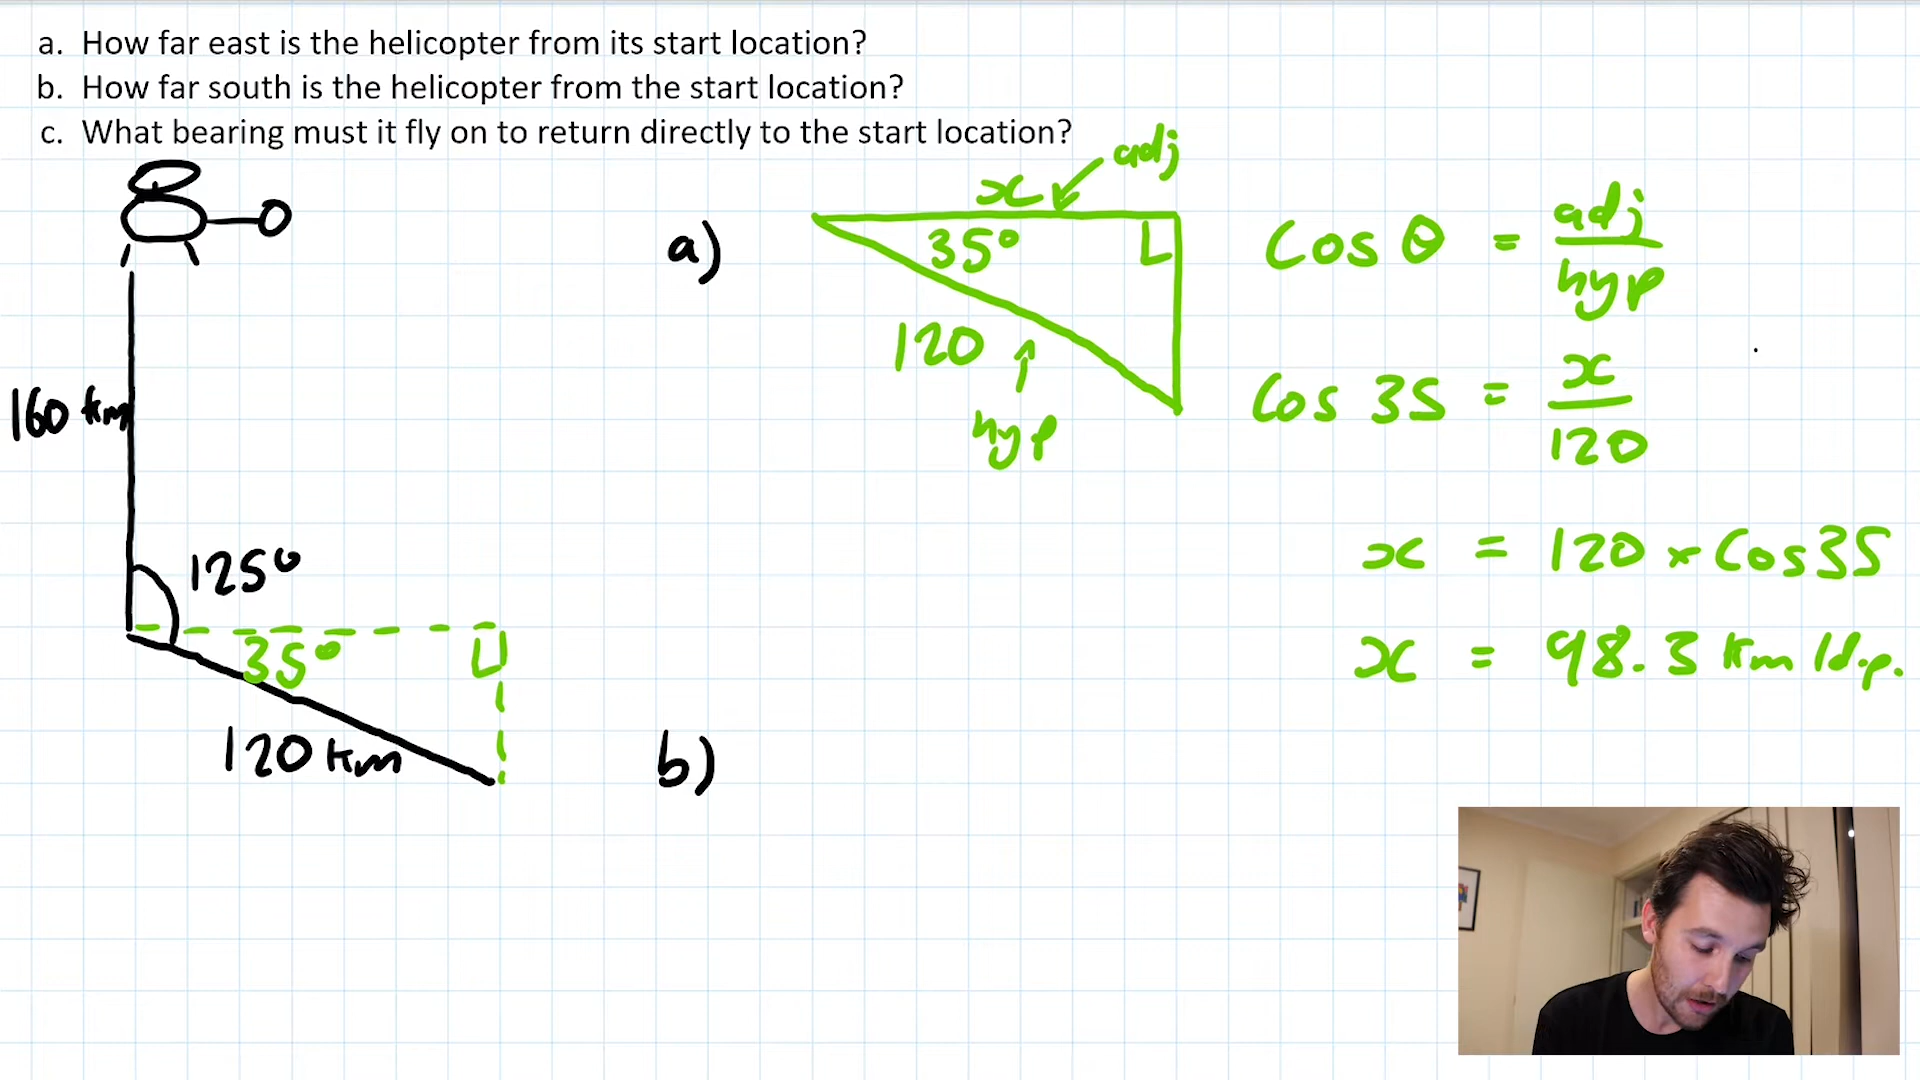 a. How far east is the helicopter from its start location?
b. How far south is the helicopter from the start location?
c. What bearing must it fly on to return directly to the start location?
a)
x
adj
35°
120
hyp
Cos θ = adj/hyp
Cos 35 = x/120
x = 120 × Cos35
x = 98.3 km 1d.p.
160 km
125°
35°
120 km
b)